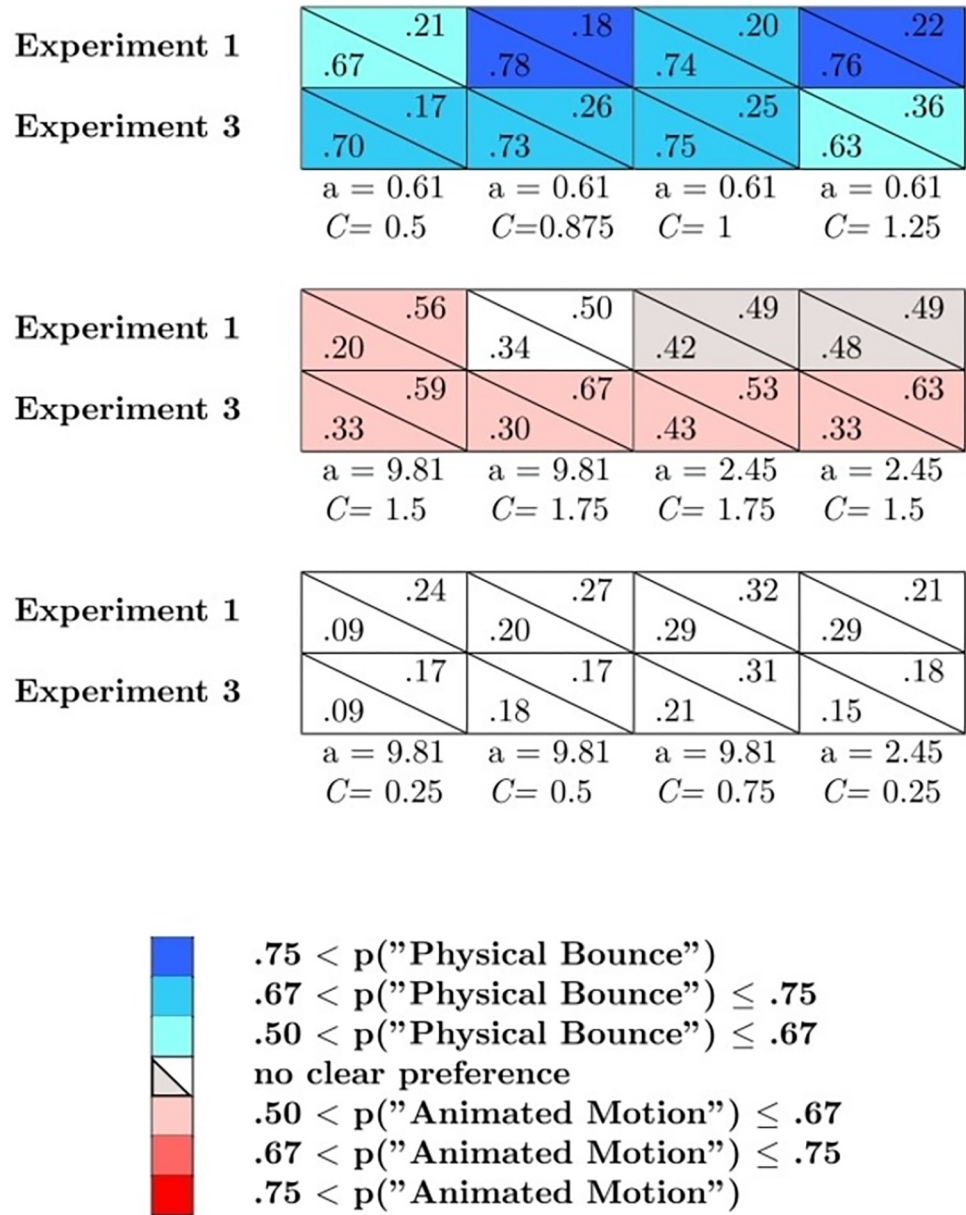 .21 .18 .20 .22
Experiment 1
.67 .78 .74 .76
.17 .26 .25 .36
Experiment 3
.70 .73 .75 .63
a = 0.61 a = 0.61 a = 0.61 a = 0.61
C= 0.5 C=0.875 C= 1 C= 1.25
.56 .50 .49 .49
Experiment 1
.20 .34 .42 .48
.59 .67 .53 .63
Experiment 3
.33 .30 .43 .33
a = 9.81 a = 9.81 a = 2.45 a = 2.45
C= 1.5 C= 1.75 C= 1.75 C= 1.5
.24 .27 .32 .21
Experiment 1
.09 .20 .29 .29
.17 .17 .31 .18
Experiment 3
.09 .18 .21 .15
a = 9.81 a = 9.81 a = 9.81 a = 2.45
C= 0.25 C= 0.5 C= 0.75 C= 0.25
.75 < p("Physical Bounce")
.67 < p("Physical Bounce") ≤ .75
.50 < p("Physical Bounce") ≤ .67
no clear preference
.50 < p("Animated Motion") ≤ .67
.67 < p("Animated Motion") ≤ .75
.75 < p("Animated Motion")